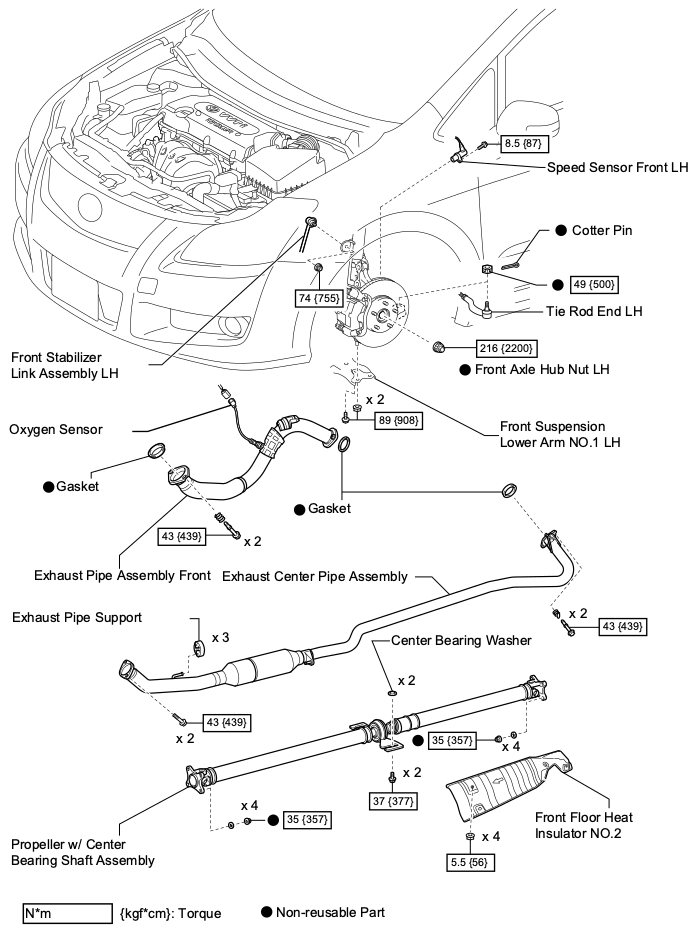 8.5 {87}
Speed Sensor Front LH
Cotter Pin
49 {500}
74 {755}
Tie Rod End LH
216 {2200}
Front Axle Hub Nut LH
Front Stabilizer
Link Assembly LH
x 2
89 {908}
Oxygen Sensor
Front Suspension
Lower Arm NO.1 LH
Gasket
Gasket
43 {439}
x 2
Exhaust Pipe Assembly Front
Exhaust Center Pipe Assembly
Exhaust Pipe Support
x 3
x 2
43 {439}
Center Bearing Washer
x 2
43 {439}
x 2
35 {357}
x 4
x 2
37 {377}
x 4
35 {357}
Front Floor Heat
Insulator NO.2
x 4
5.5 {56}
Propeller w/ Center
Bearing Shaft Assembly
N*m
{kgf*cm}: Torque
Non-reusable Part